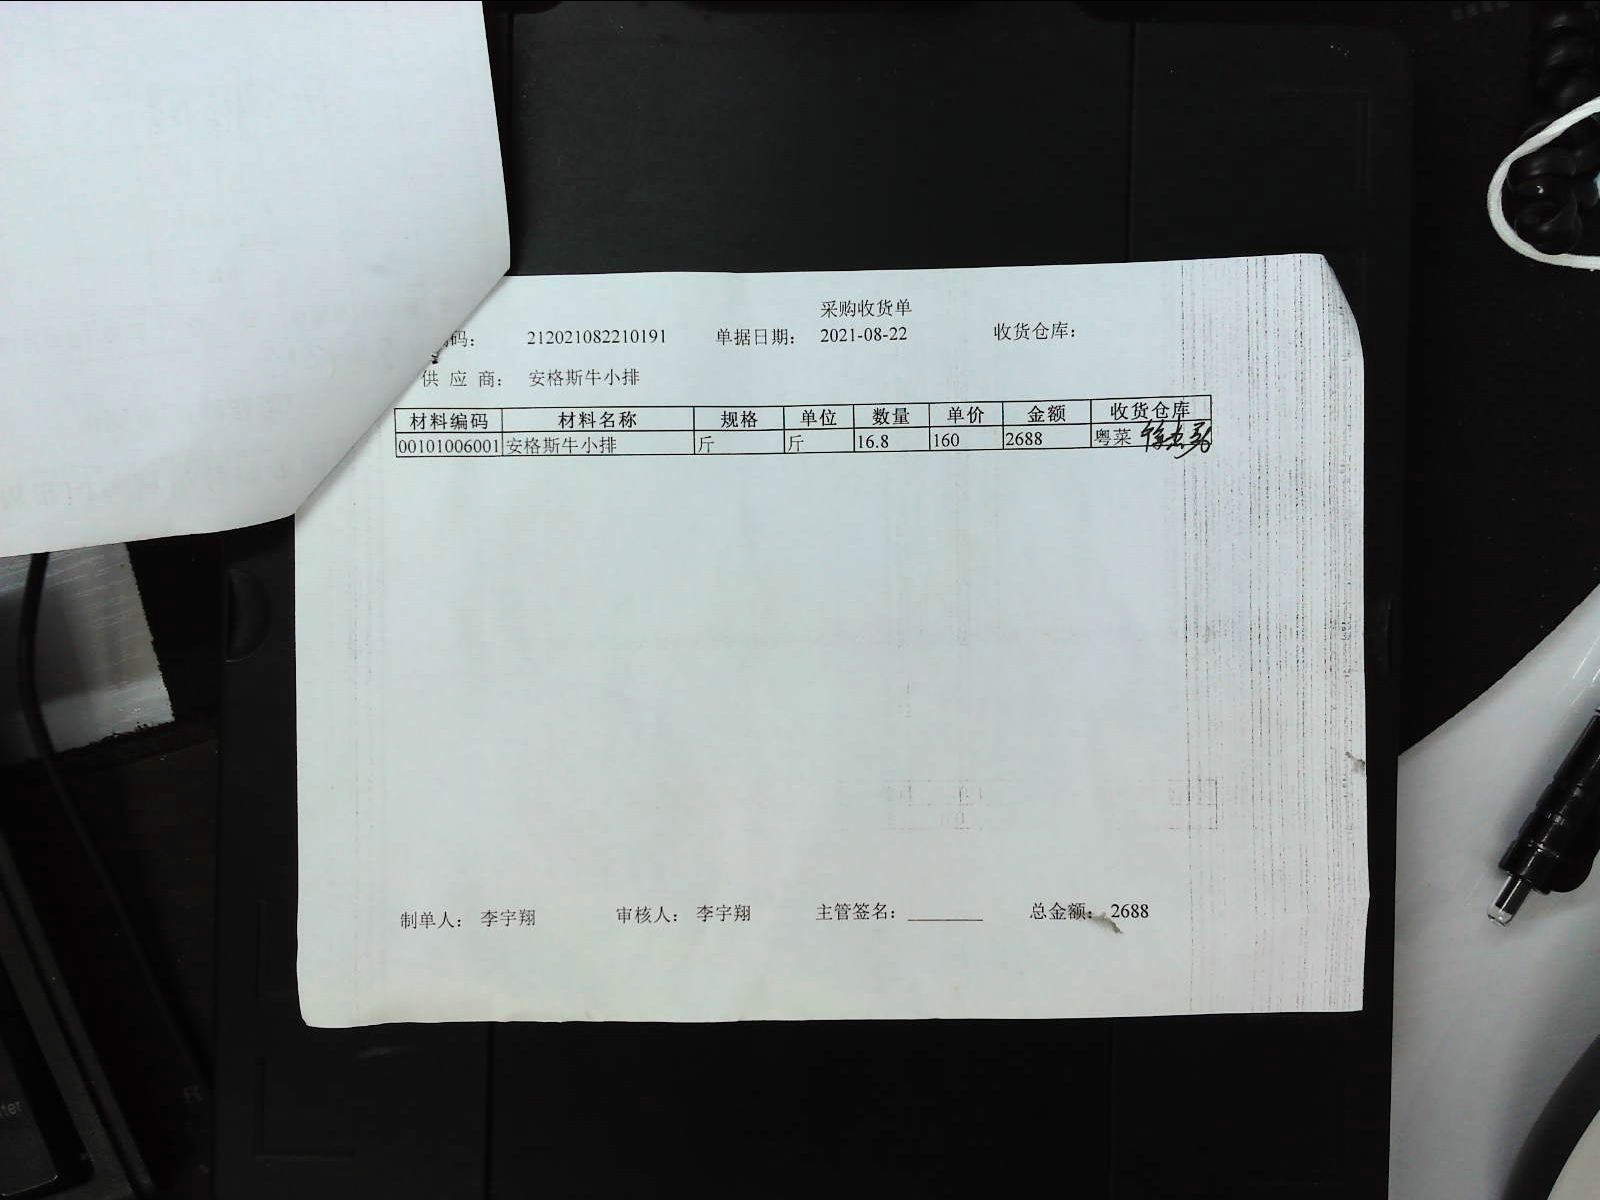 采购收货单
码： 212021082210191 单据日期： 2021-08-22 收货仓库：
供 应 商： 安格斯牛小排
材料编码 材料名称 规格 单位 数量 单价 金额 收货仓库
00101006001 安格斯牛小排 斤 斤 16.8 160 2688 粤菜
制单人： 李宇翔 审核人： 李宇翔 主管签名：________ 总金额： 2688